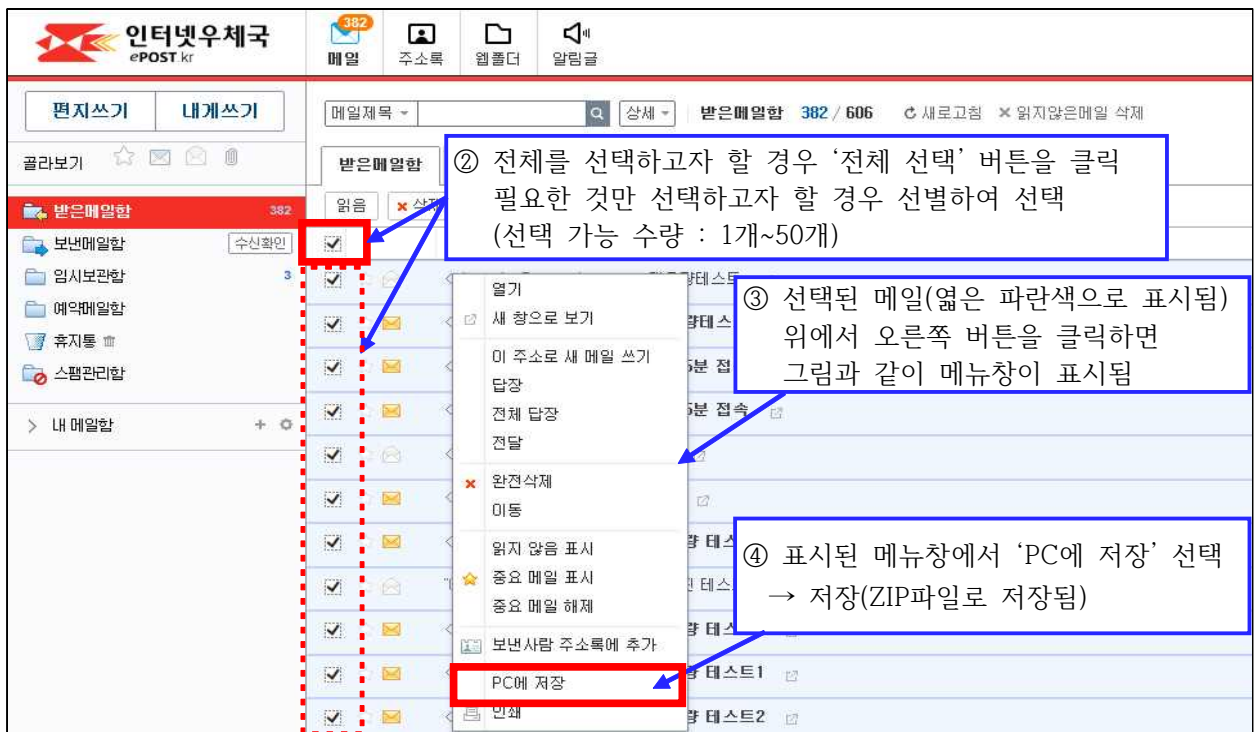 인터넷우체국
ePOST.kr
382
메일
주소록
웹폴더
알림글
편지쓰기
내게쓰기
메일제목
상세
받은메일함 382 / 606
새로고침
읽지않은메일 삭제
골라보기
받은메일함
② 전체를 선택하고자 할 경우 ‘전체 선택’ 버튼을 클릭
필요한 것만 선택하고자 할 경우 선별하여 선택
(선택 가능 수량 : 1개~50개)
받은메일함 382
읽음
보낸메일함 수신확인
임시보관함 3
예약메일함
휴지통
스팸관리함
내 메일함
열기
새 창으로 보기
이 주소로 새 메일 쓰기
답장
전체 답장
전달
완전삭제
이동
읽지 않음 표시
중요 메일 표시
중요 메일 해제
보낸사람 주소록에 추가
PC에 저장
인쇄
③ 선택된 메일(엷은 파란색으로 표시됨)
위에서 오른쪽 버튼을 클릭하면
그림과 같이 메뉴창이 표시됨
5분 접속
④ 표시된 메뉴창에서 ‘PC에 저장’ 선택
→ 저장(ZIP파일로 저장됨)
량 테스트1
량 테스트2